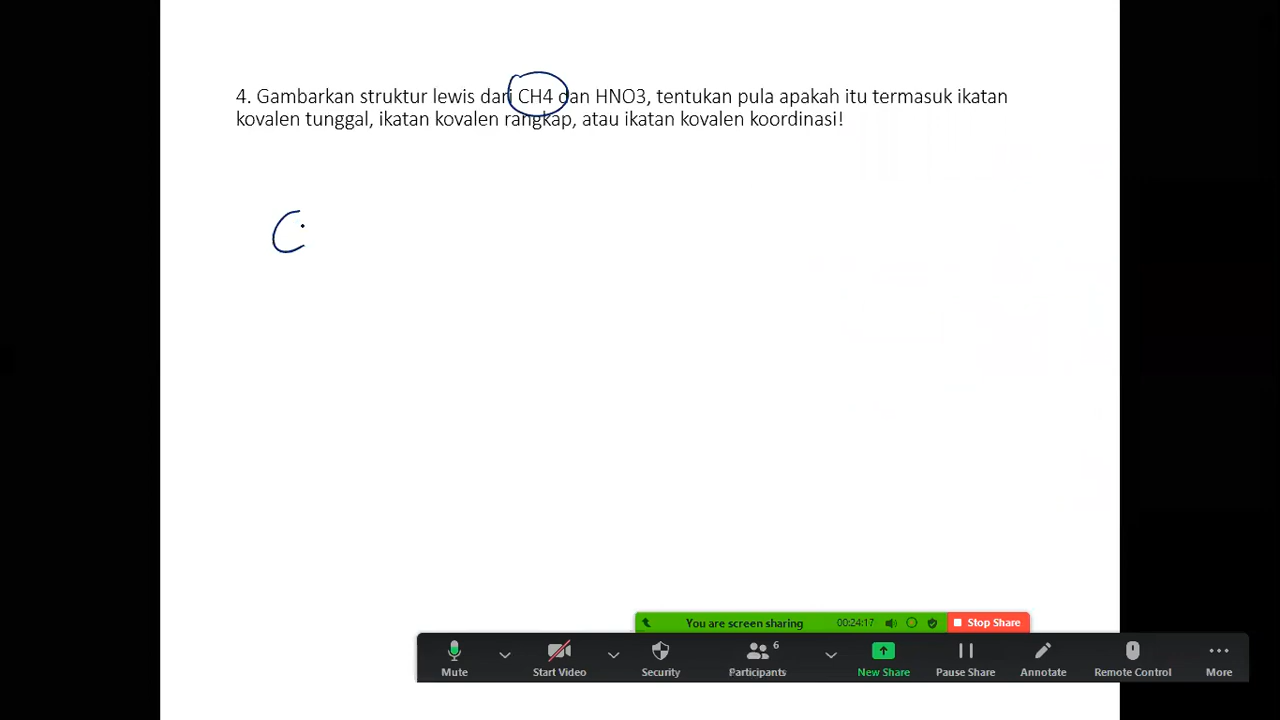 4. Gambarkan struktur lewis dari CH4 dan HNO3, tentukan pula apakah itu termasuk ikatan
kovalen tunggal, ikatan kovalen rangkap, atau ikatan kovalen koordinasi!
C
You are screen sharing 00:24:17 Stop Share
6
Mute Start Video Security Participants New Share Pause Share Annotate Remote Control More